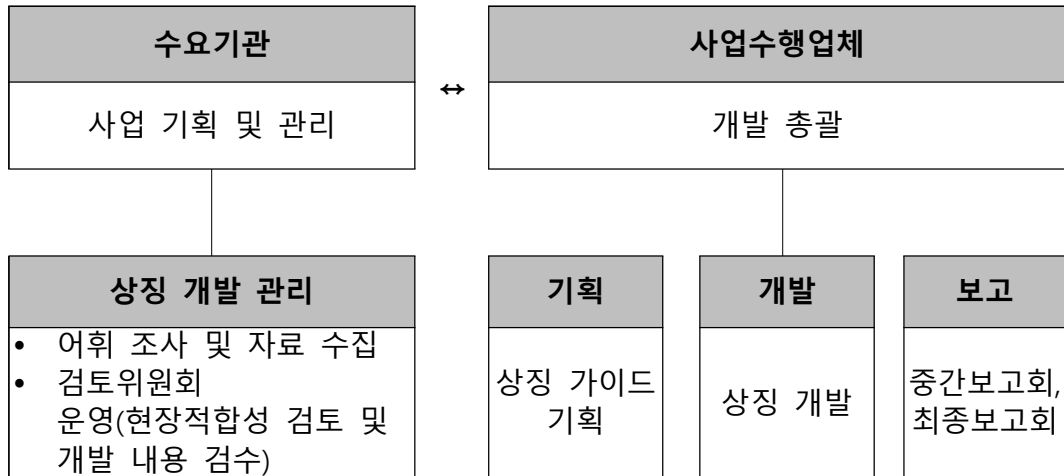 수요기관
사업 기획 및 관리
↔
사업수행업체
개발 총괄
상징 개발 관리
• 어휘 조사 및 자료 수집
• 검토위원회
운영(현장적합성 검토 및
개발 내용 검수)
기획
상징 가이드
기획
개발
상징 개발
보고
중간보고회,
최종보고회